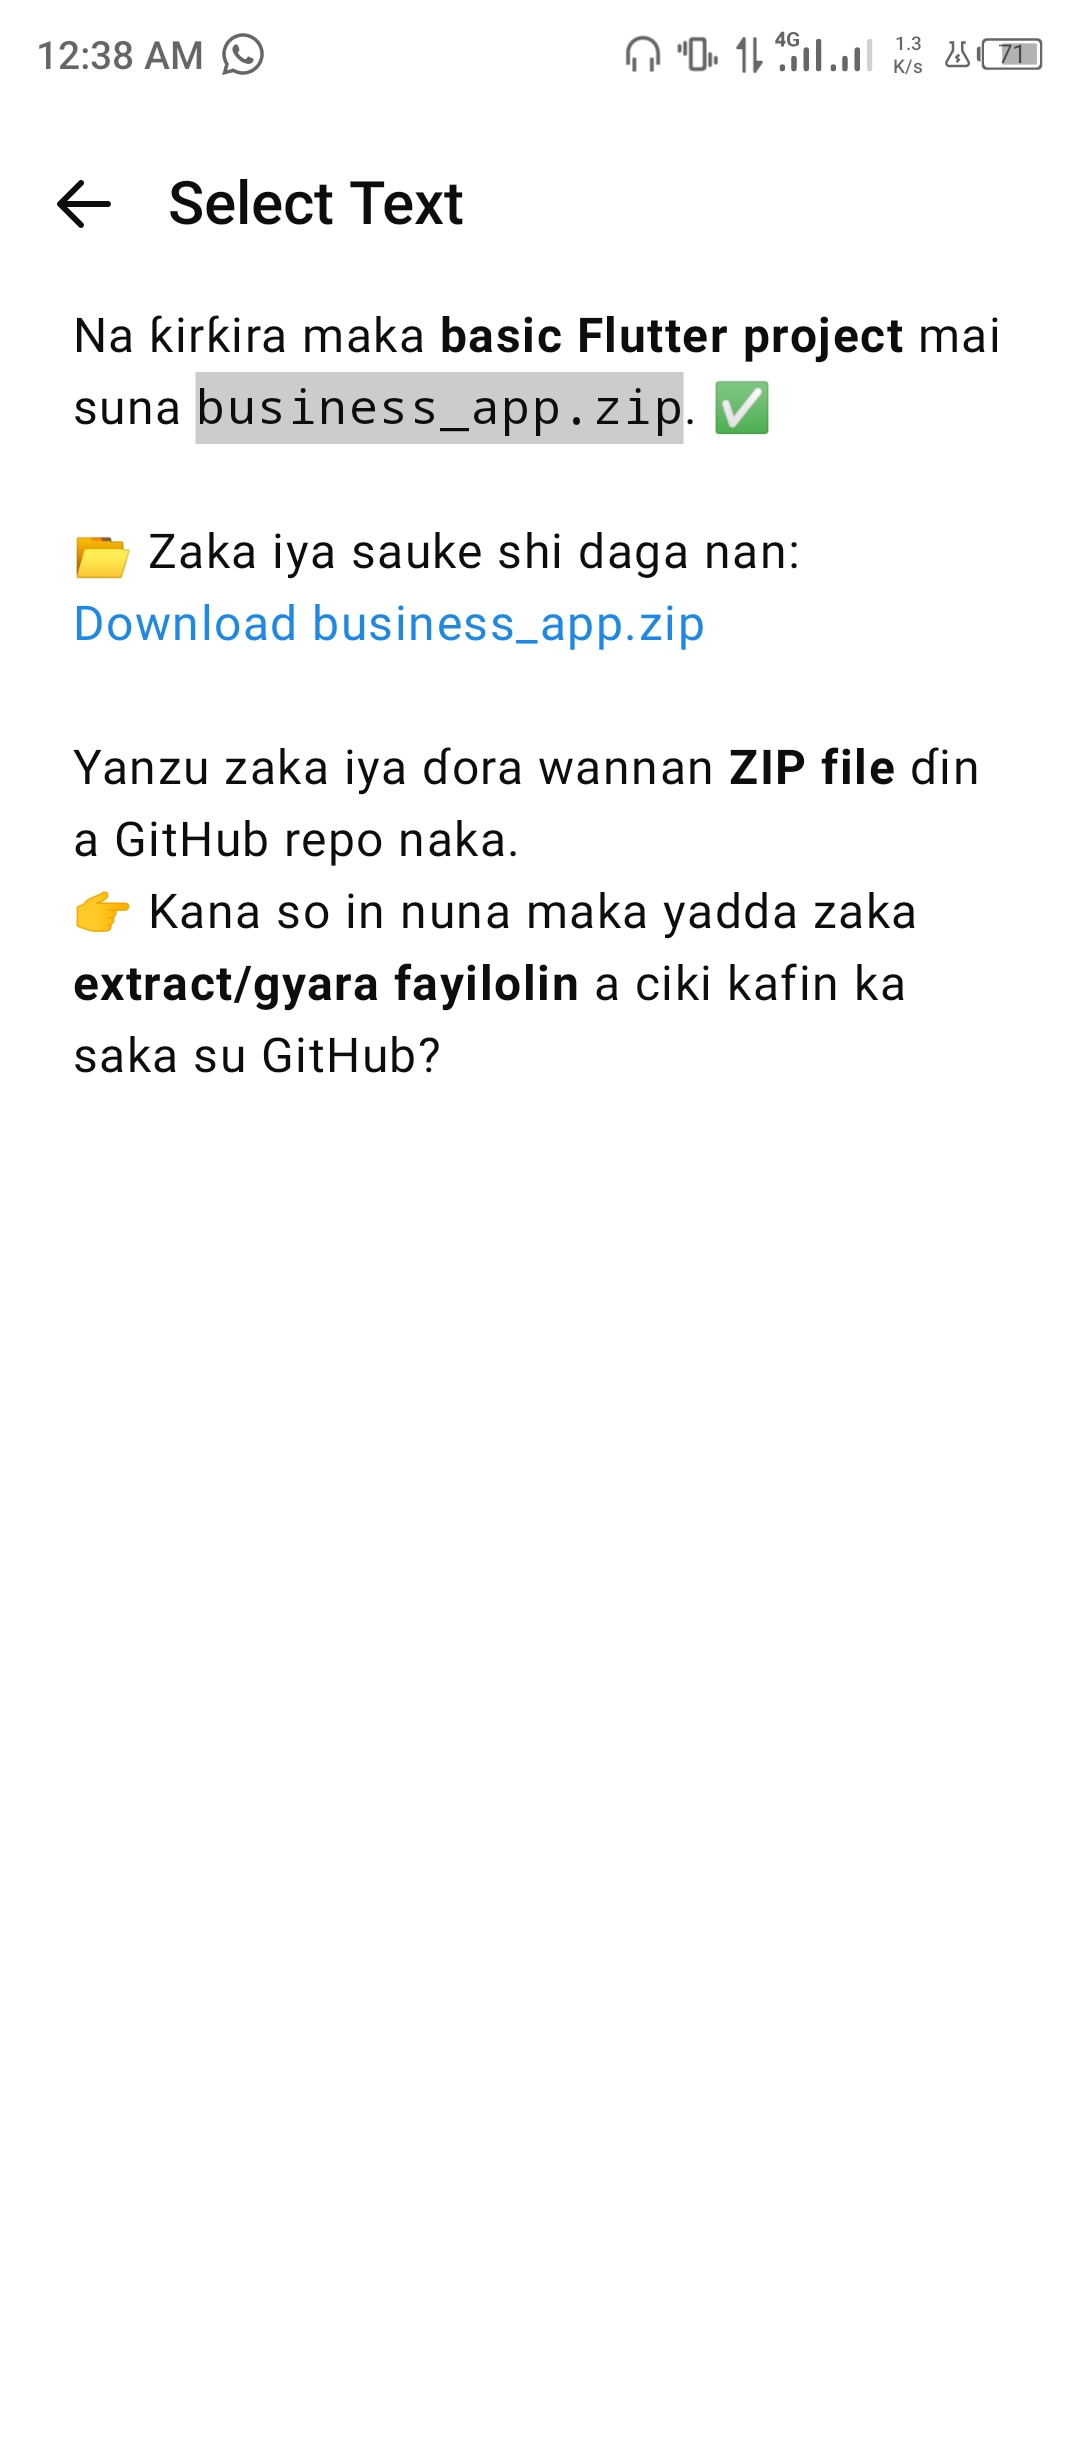 12:38 AM 4G 1.3 K/s 71
Select Text
Na ƙirƙira maka basic Flutter project mai
suna business_app.zip. ✅
📂 Zaka iya sauke shi daga nan:
Download business_app.zip
Yanzu zaka iya ɗora wannan ZIP file ɗin
a GitHub repo naka.
👉 Kana so in nuna maka yadda zaka
extract/gyara fayilolin a ciki kafin ka
saka su GitHub?